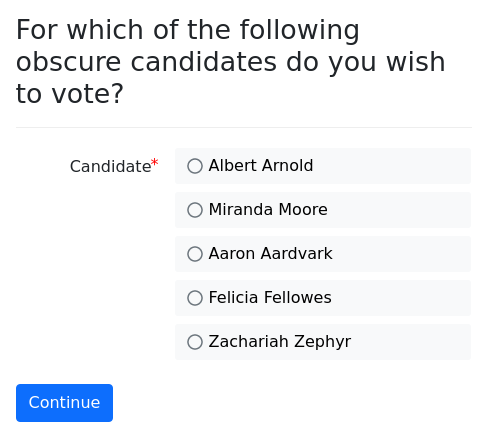 For which of the following
obscure candidates do you wish
to vote?
Candidate*
Albert Arnold
Miranda Moore
Aaron Aardvark
Felicia Fellowes
Zachariah Zephyr
Continue